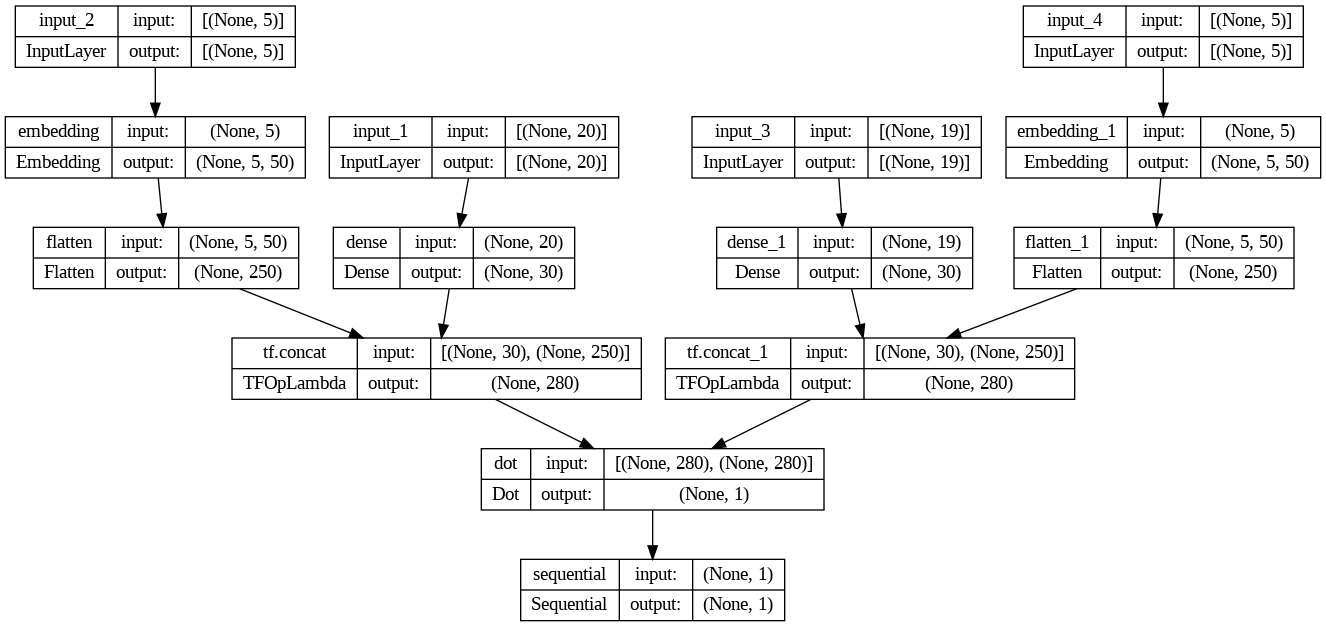 input_2 input: [(None, 5)]
InputLayer output: [(None, 5)]
input_4 input: [(None, 5)]
InputLayer output: [(None, 5)]
embedding input: (None, 5)
Embedding output: (None, 5, 50)
input_1 input: [(None, 20)]
InputLayer output: [(None, 20)]
input_3 input: [(None, 19)]
InputLayer output: [(None, 19)]
embedding_1 input: (None, 5)
Embedding output: (None, 5, 50)
flatten input: (None, 5, 50)
Flatten output: (None, 250)
dense input: (None, 20)
Dense output: (None, 30)
dense_1 input: (None, 19)
Dense output: (None, 30)
flatten_1 input: (None, 5, 50)
Flatten output: (None, 250)
tf.concat input: [(None, 30), (None, 250)]
TFOpLambda output: (None, 280)
tf.concat_1 input: [(None, 30), (None, 250)]
TFOpLambda output: (None, 280)
dot input: [(None, 280), (None, 280)]
Dot output: (None, 1)
sequential input: (None, 1)
Sequential output: (None, 1)